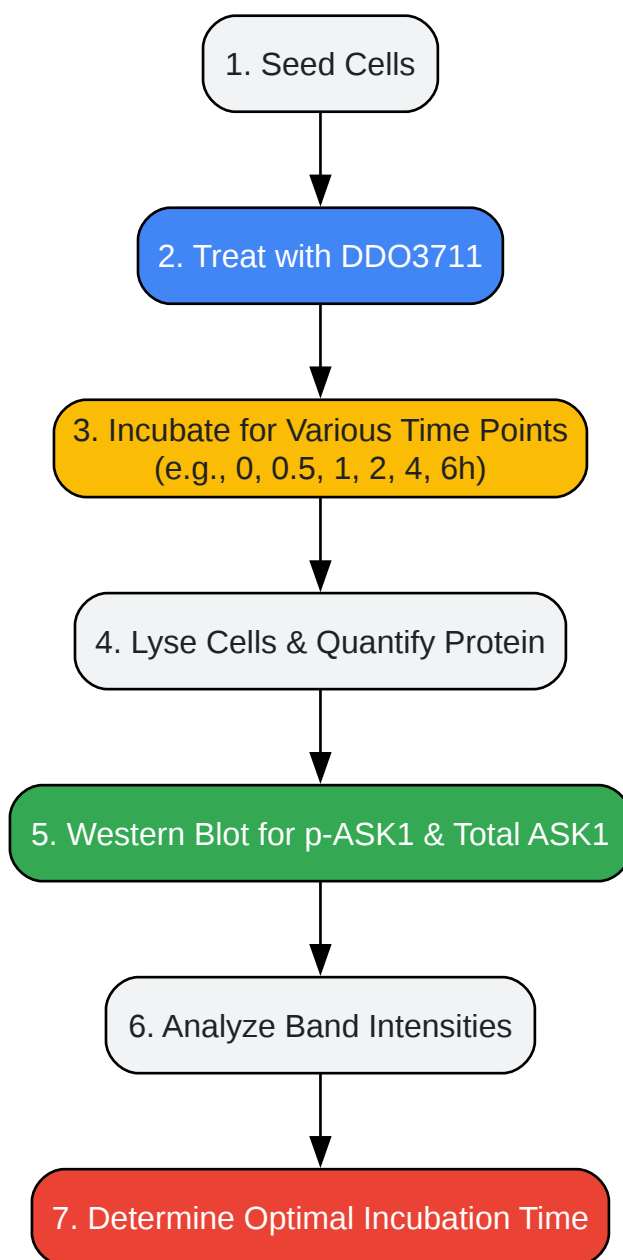 1. Seed Cells
2. Treat with DDO3711
3. Incubate for Various Time Points
(e.g., 0, 0.5, 1, 2, 4, 6h)
4. Lyse Cells & Quantify Protein
5. Western Blot for p-ASK1 & Total ASK1
6. Analyze Band Intensities
7. Determine Optimal Incubation Time